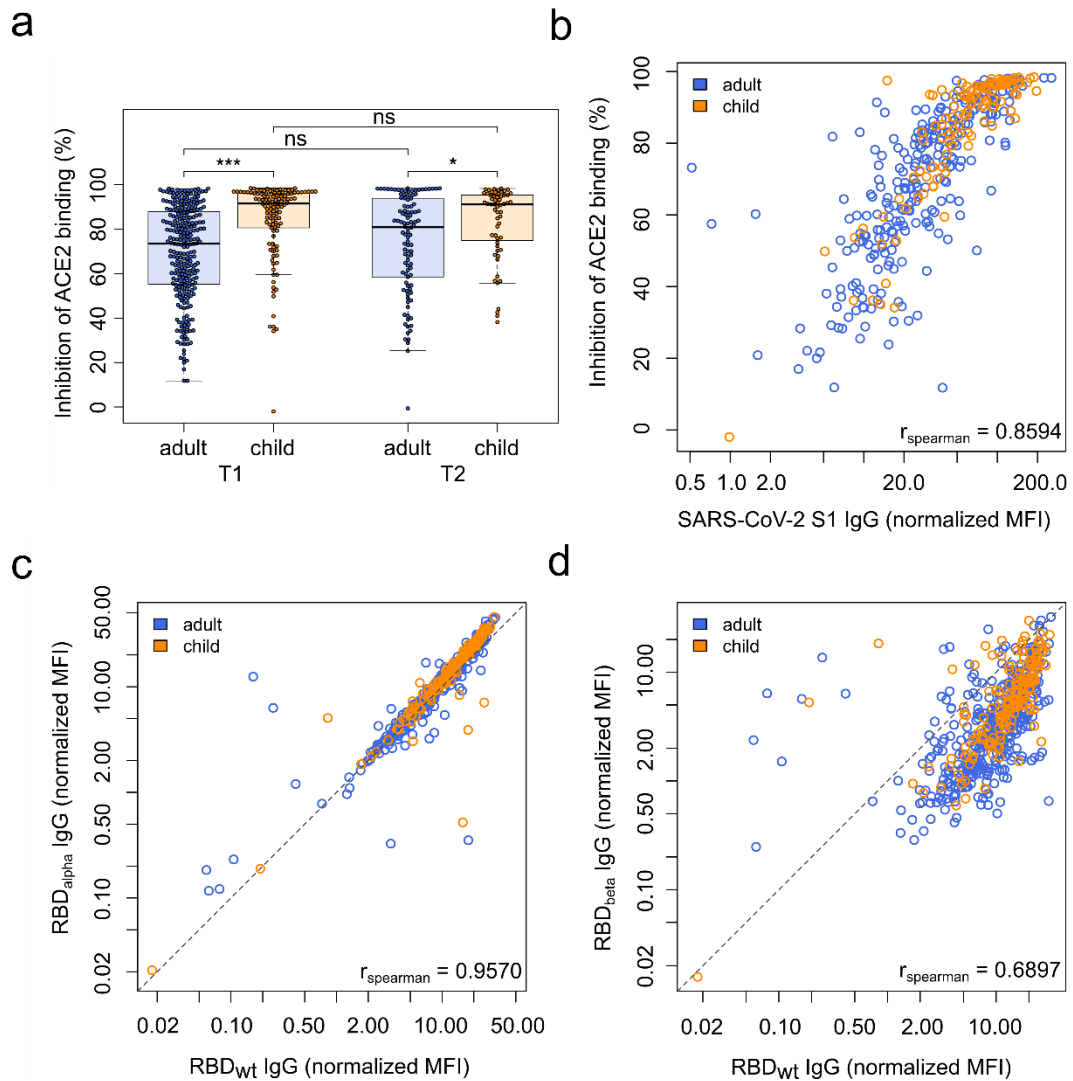 a
Inhibition of ACE2 binding (%)
100
80
60
40
20
0
ns
ns
***
*
adult
child
adult
child
T1
T2
b
Inhibition of ACE2 binding (%)
100
80
60
40
20
0
adult
child
r_spearman = 0.8594
0.5 1.0 2.0 20.0 200.0
SARS-CoV-2 S1 IgG (normalized MFI)
c
RBD_alpha IgG (normalized MFI)
50.00
10.00
2.00
0.50
0.10
0.02
adult
child
r_spearman = 0.9570
0.02 0.10 0.50 2.00 10.00 50.00
RBD_wt IgG (normalized MFI)
d
RBD_beta IgG (normalized MFI)
10.00
2.00
0.50
0.10
0.02
adult
child
r_spearman = 0.6897
0.02 0.10 0.50 2.00 10.00
RBD_wt IgG (normalized MFI)